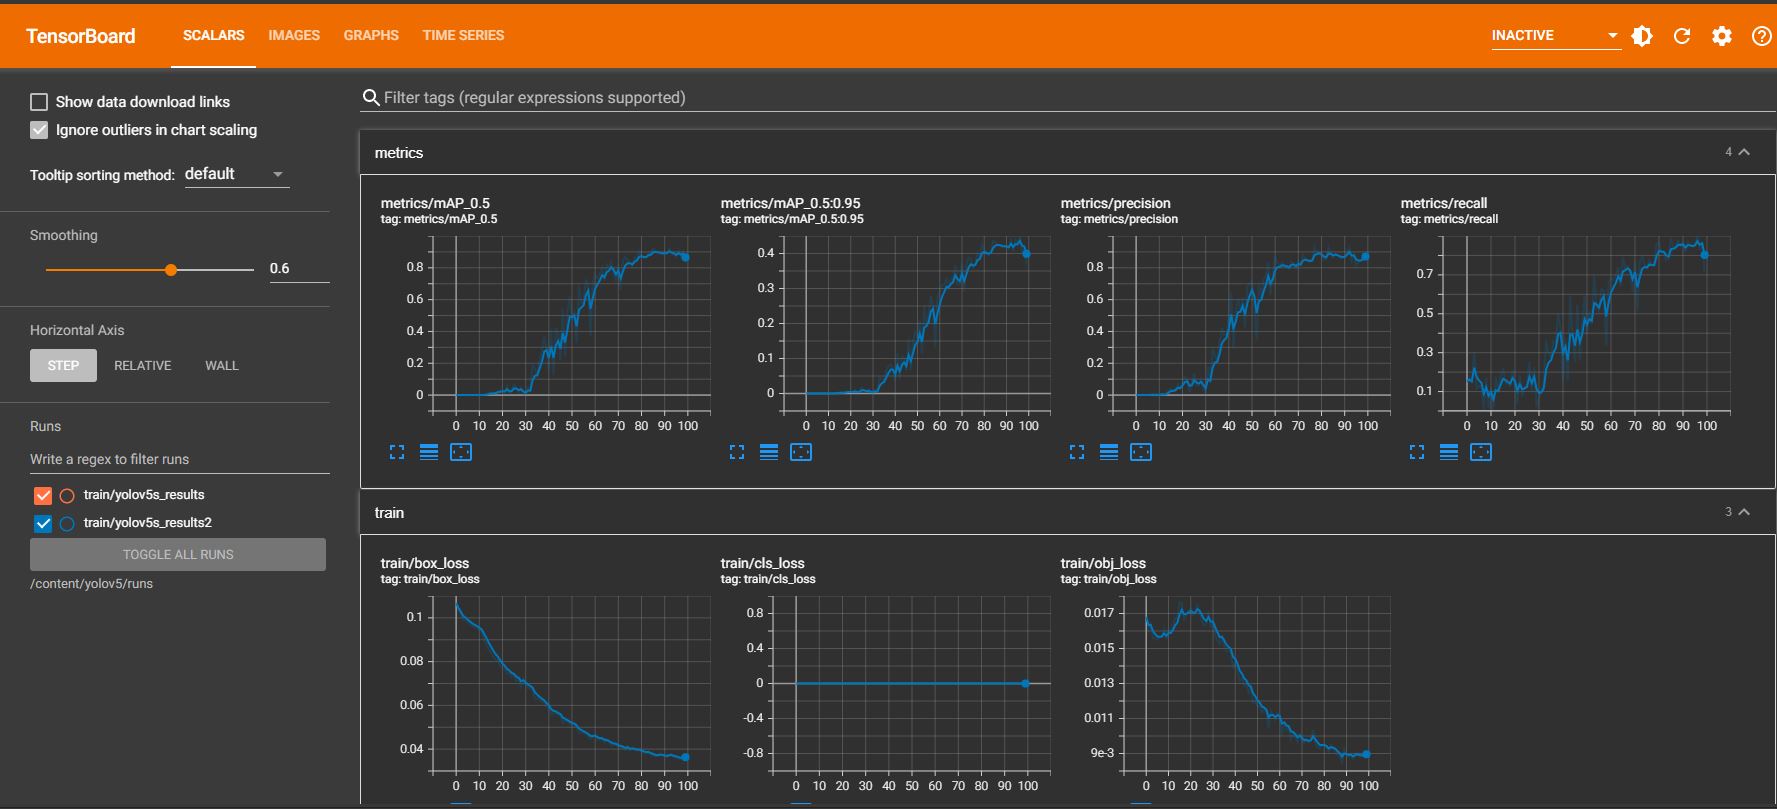 TensorBoard SCALARS IMAGES GRAPHS TIME SERIES INACTIVE
Show data download links
Ignore outliers in chart scaling
Tooltip sorting method: default
Smoothing
0.6
Horizontal Axis
STEP RELATIVE WALL
Runs
Write a regex to filter runs
train/yolov5s_results
train/yolov5s_results2
TOGGLE ALL RUNS
/content/yolov5/runs
Filter tags (regular expressions supported)
metrics 4
metrics/mAP_0.5
tag: metrics/mAP_0.5
0.8
0.6
0.4
0.2
0
0 10 20 30 40 50 60 70 80 90 100
metrics/mAP_0.5:0.95
tag: metrics/mAP_0.5:0.95
0.4
0.3
0.2
0.1
0
0 10 20 30 40 50 60 70 80 90 100
metrics/precision
tag: metrics/precision
0.8
0.6
0.4
0.2
0
0 10 20 30 40 50 60 70 80 90 100
metrics/recall
tag: metrics/recall
0.7
0.5
0.3
0.1
0 10 20 30 40 50 60 70 80 90 100
train 3
train/box_loss
tag: train/box_loss
0.1
0.08
0.06
0.04
0 10 20 30 40 50 60 70 80 90 100
train/cls_loss
tag: train/cls_loss
0.8
0.4
0
-0.4
-0.8
0 10 20 30 40 50 60 70 80 90 100
train/obj_loss
tag: train/obj_loss
0.017
0.015
0.013
0.011
9e-3
0 10 20 30 40 50 60 70 80 90 100